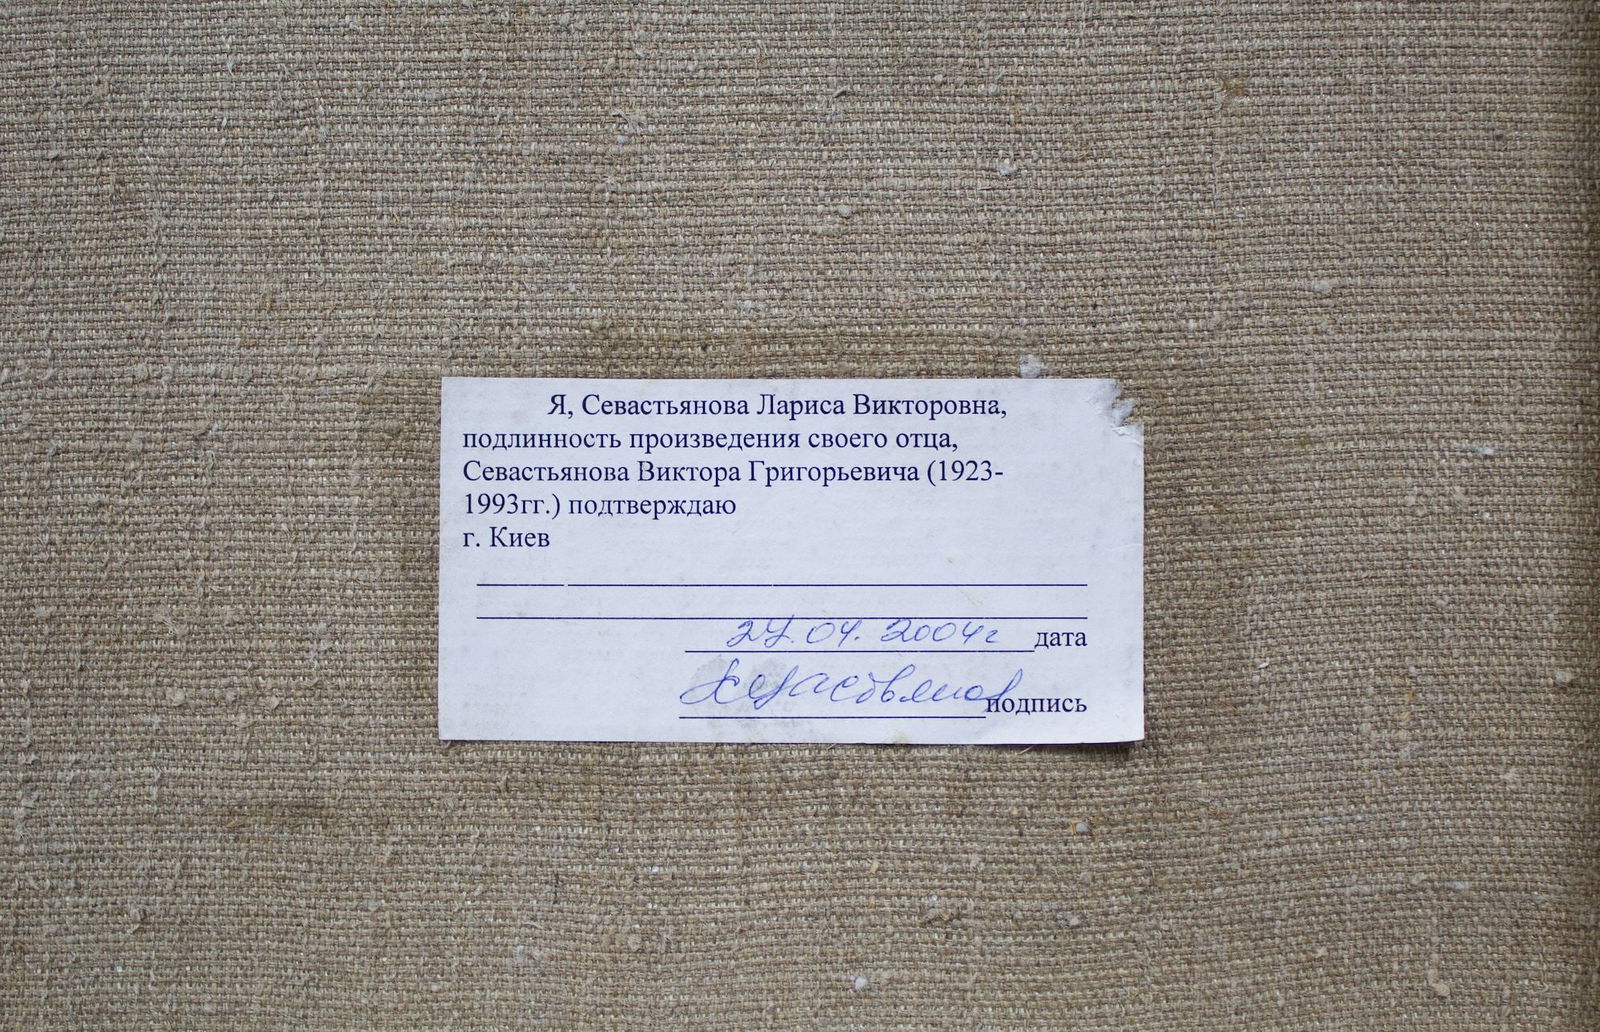 Я, Севастьянова Лариса Викторовна,
подлинность произведения своего отца,
Севастьянова Виктора Григорьевича (1923-
1993гг.) подтверждаю
г. Киев
27.04.2004г дата
подпись